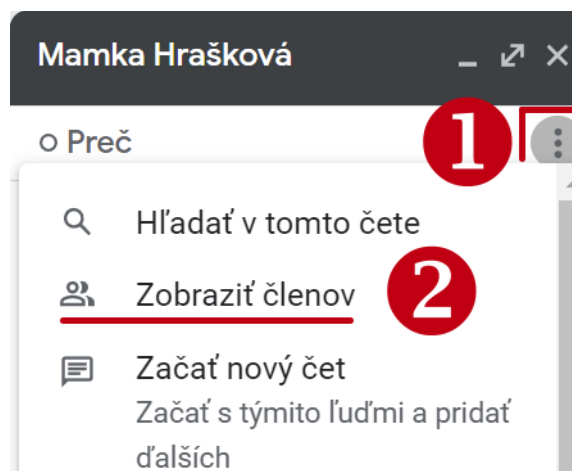 Mamka Hrašková
Preč
1
Hľadať v tomto čete
Zobraziť členov
2
Začať nový čet
Začať s týmito ľuďmi a pridať
ďalších